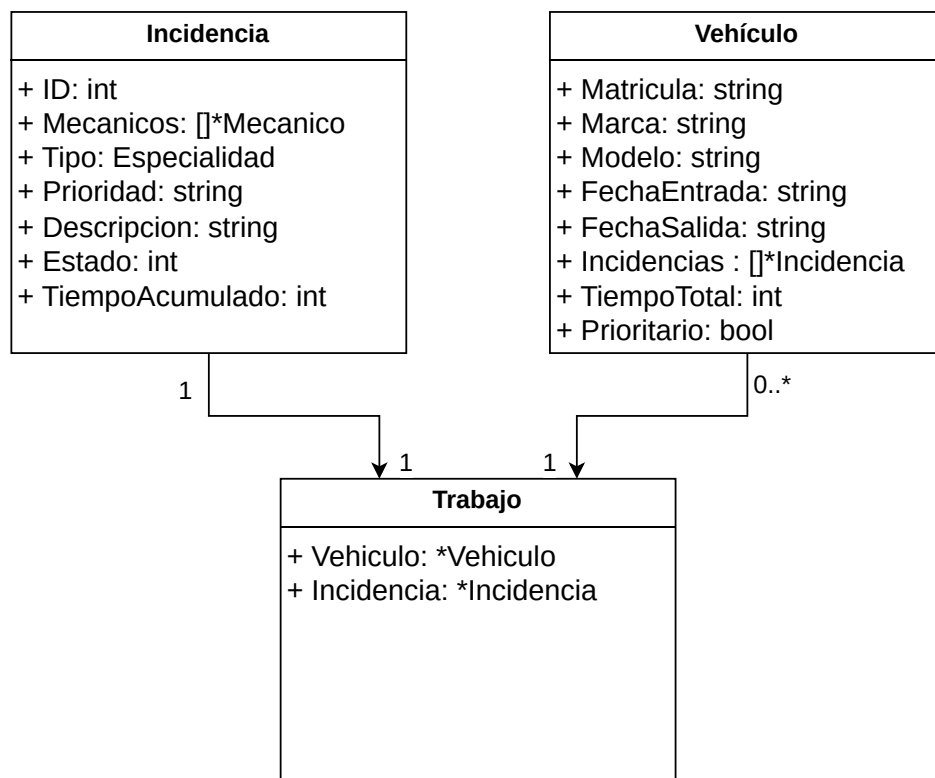 Incidencia
+ ID: int
+ Mecanicos: []*Mecanico
+ Tipo: Especialidad
+ Prioridad: string
+ Descripcion: string
+ Estado: int
+ TiempoAcumulado: int
Vehículo
+ Matricula: string
+ Marca: string
+ Modelo: string
+ FechaEntrada: string
+ FechaSalida: string
+ Incidencias : []*Incidencia
+ TiempoTotal: int
+ Prioritario: bool
1
0..*
1
1
Trabajo
+ Vehiculo: *Vehiculo
+ Incidencia: *Incidencia